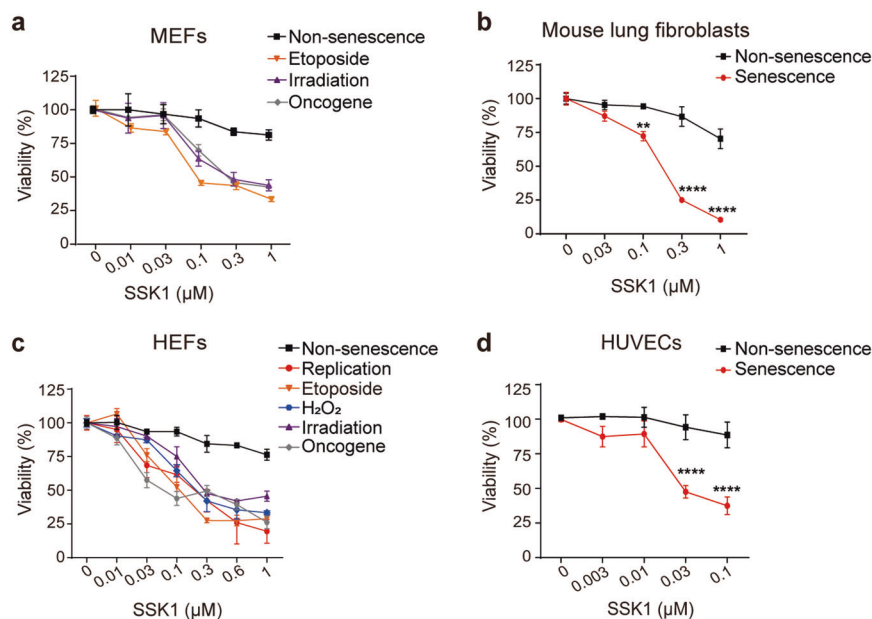 a
MEFs
Non-senescence
Etoposide
Irradiation
Oncogene
Viability (%)
125
100
75
50
25
0
0 0.01 0.03 0.1 0.3 1
SSK1 (μM)
b
Mouse lung fibroblasts
Non-senescence
Senescence
Viability (%)
125
100
75
50
25
0
**
****
****
0 0.03 0.1 0.3 1
SSK1 (μM)
c
HEFs
Non-senescence
Replication
Etoposide
H₂O₂
Irradiation
Oncogene
Viability (%)
125
100
75
50
25
0
0 0.01 0.03 0.1 0.3 0.6 1
SSK1 (μM)
d
HUVECs
Non-senescence
Senescence
Viability (%)
125
100
75
50
25
0
****
****
0 0.003 0.01 0.03 0.1
SSK1 (μM)